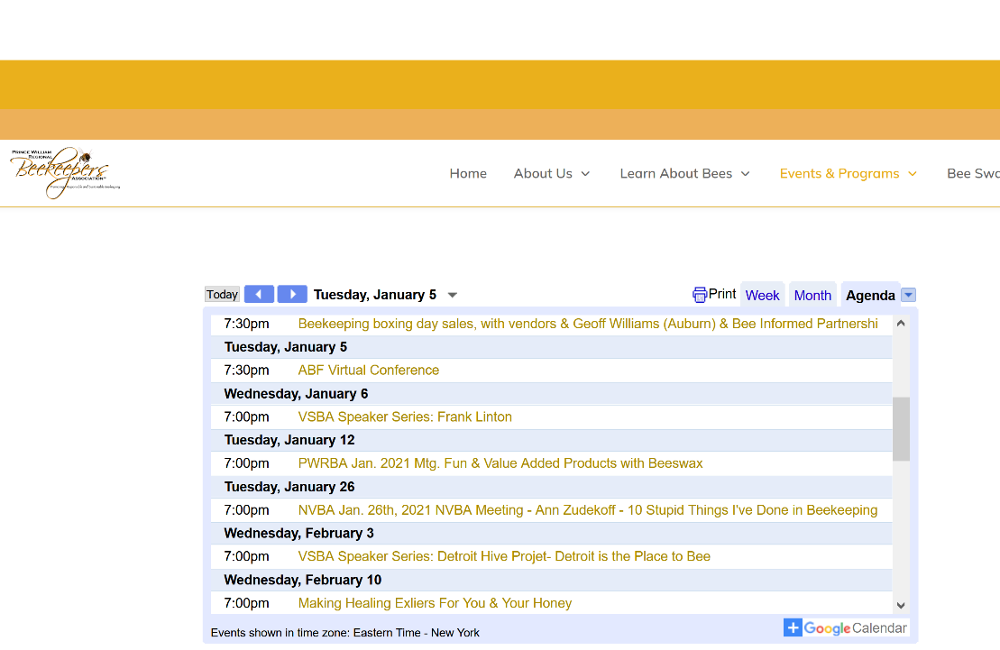 PRINCE WILLIAM
REGIONAL
Beekeepers
ASSOCIATION
Home
About Us
Learn About Bees
Events & Programs
Bee Swa
Today
Tuesday, January 5
Print
Week
Month
Agenda
7:30pm Beekeeping boxing day sales, with vendors & Geoff Williams (Auburn) & Bee Informed Partnershi
Tuesday, January 5
7:30pm ABF Virtual Conference
Wednesday, January 6
7:00pm VSBA Speaker Series: Frank Linton
Tuesday, January 12
7:00pm PWRBA Jan. 2021 Mtg. Fun & Value Added Products with Beeswax
Tuesday, January 26
7:00pm NVBA Jan. 26th, 2021 NVBA Meeting - Ann Zudekoff - 10 Stupid Things I've Done in Beekeeping
Wednesday, February 3
7:00pm VSBA Speaker Series: Detroit Hive Projet- Detroit is the Place to Bee
Wednesday, February 10
7:00pm Making Healing Exliers For You & Your Honey
Events shown in time zone: Eastern Time - New York
Google Calendar